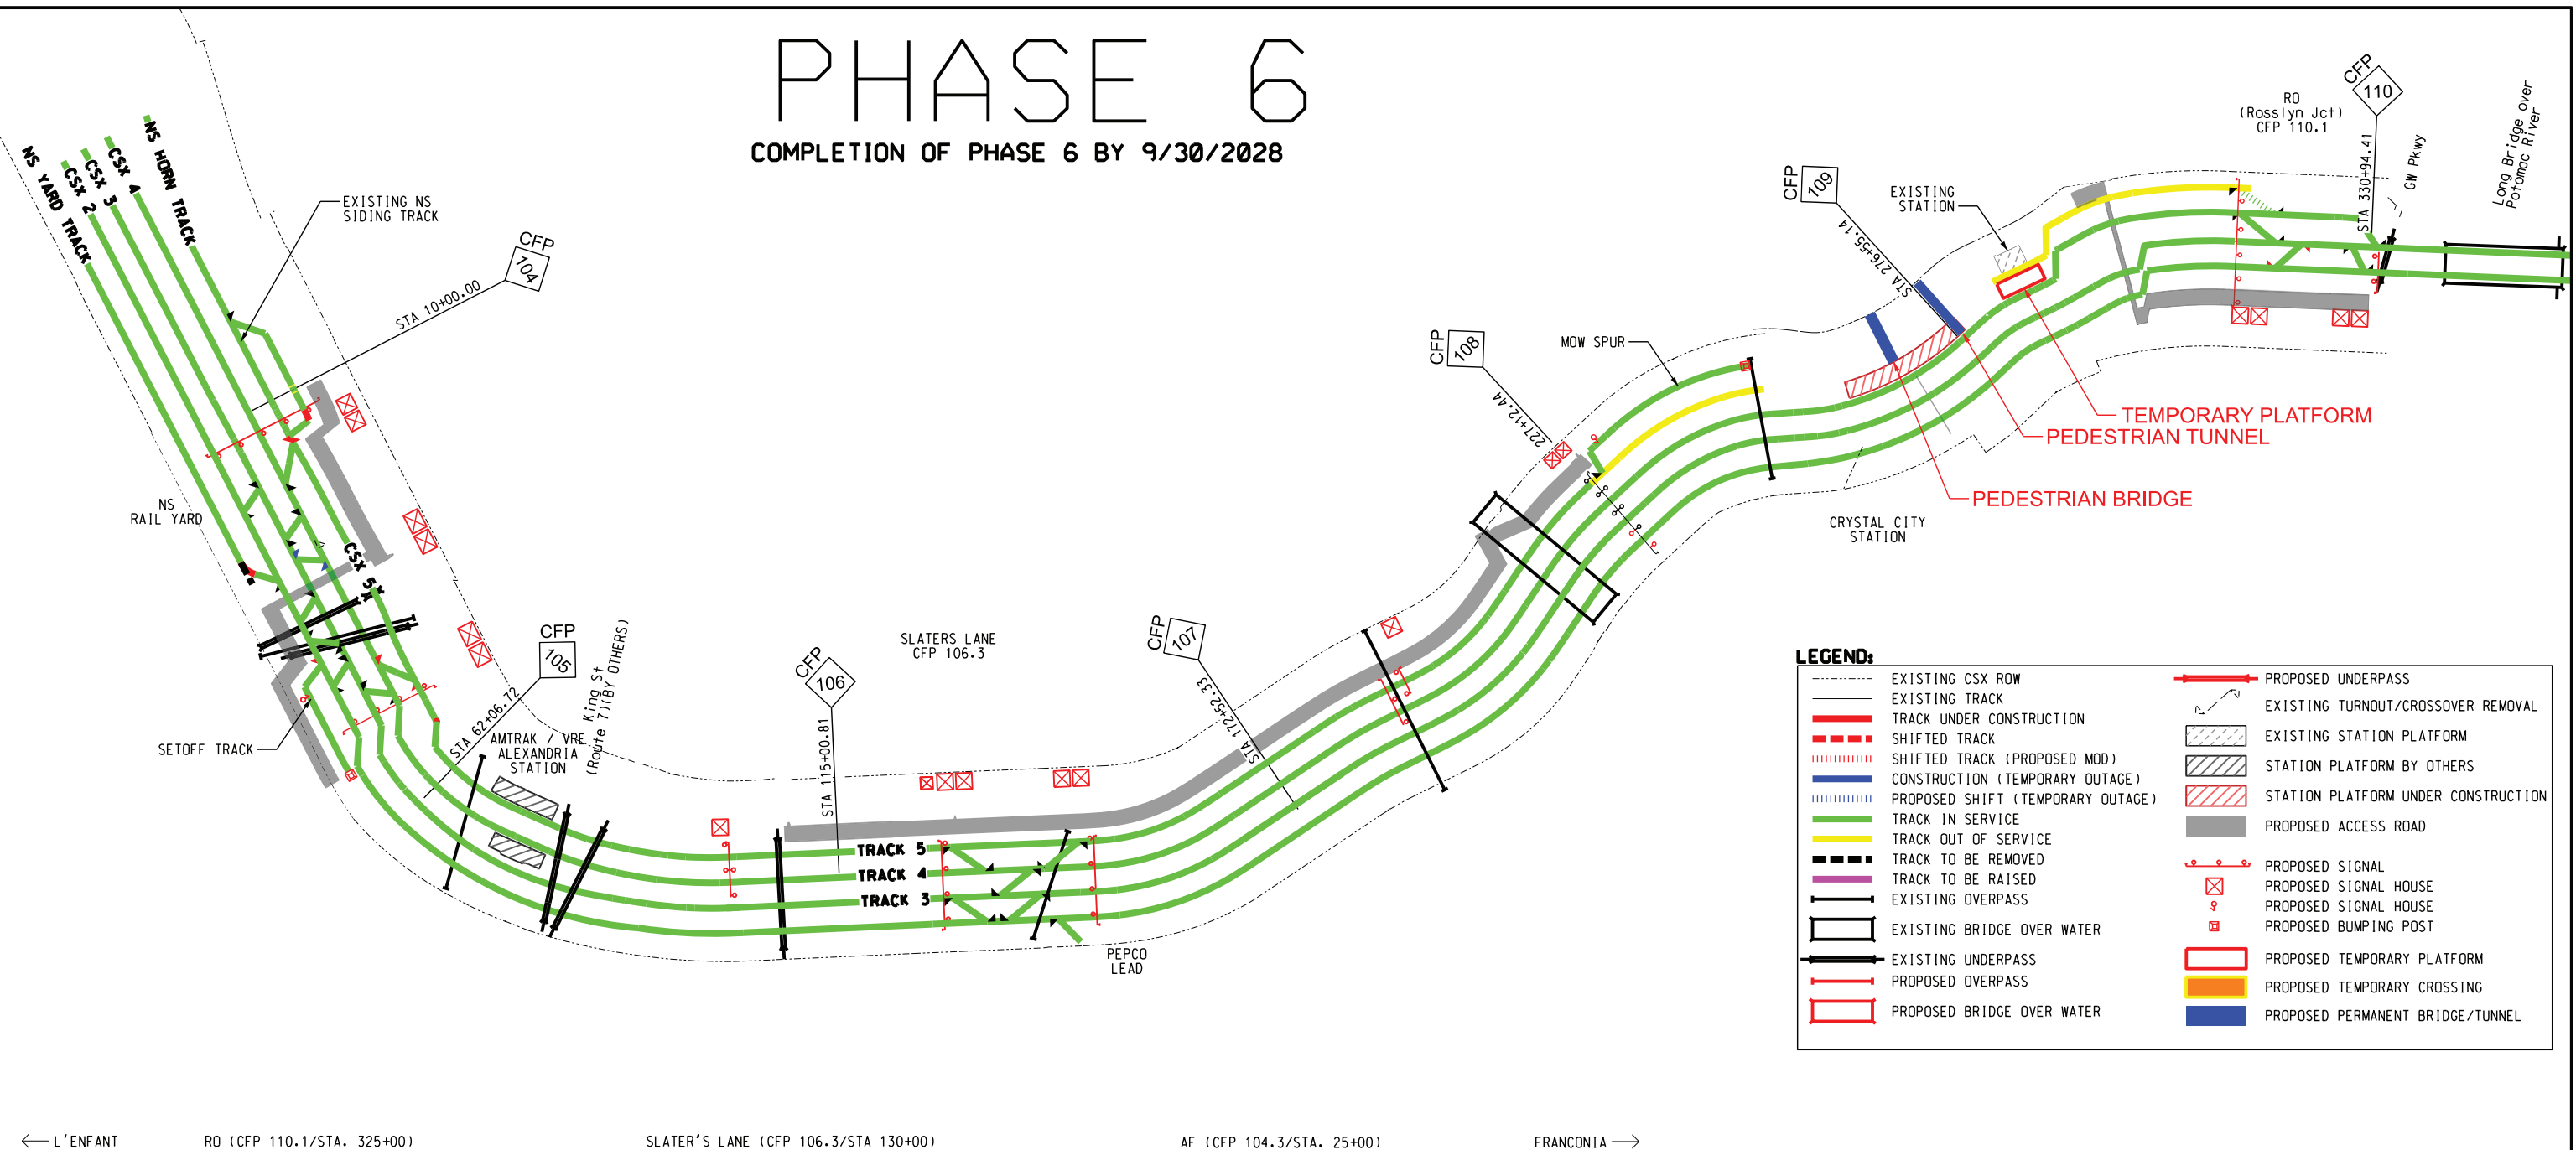 PHASE 6
COMPLETION OF PHASE 6 BY 9/30/2028
NS YARD TRACK
CSX 2
CSX 3
CSX 4
NS HORN TRACK
EXISTING NS
SIDING TRACK
CFP
104
STA 10+00.00
NS
RAIL YARD
CSX 5
SETOFF TRACK
CFP
105
STA 62+06.72
AMTRAK / VRE
ALEXANDRIA
STATION
King St
(Route 7)(BY OTHERS)
CFP
106
STA 115+00.81
SLATERS LANE
CFP 106.3
TRACK 5
TRACK 4
TRACK 3
PEPCO
LEAD
CFP
107
STA 172+52.33
CFP
108
227+12.44
MOW SPUR
CFP
109
STA 276+55.14
EXISTING
STATION
RO
(Rosslyn Jct)
CFP 110.1
CFP
110
STA 330+94.41
GW Pkwy
Long Bridge over
Potomac River
TEMPORARY PLATFORM
PEDESTRIAN TUNNEL
PEDESTRIAN BRIDGE
CRYSTAL CITY
STATION
LEGEND:
EXISTING CSX ROW
EXISTING TRACK
TRACK UNDER CONSTRUCTION
SHIFTED TRACK
SHIFTED TRACK (PROPOSED MOD)
CONSTRUCTION (TEMPORARY OUTAGE)
PROPOSED SHIFT (TEMPORARY OUTAGE)
TRACK IN SERVICE
TRACK OUT OF SERVICE
TRACK TO BE REMOVED
TRACK TO BE RAISED
EXISTING OVERPASS
EXISTING BRIDGE OVER WATER
EXISTING UNDERPASS
PROPOSED OVERPASS
PROPOSED BRIDGE OVER WATER
PROPOSED UNDERPASS
EXISTING TURNOUT/CROSSOVER REMOVAL
EXISTING STATION PLATFORM
STATION PLATFORM BY OTHERS
STATION PLATFORM UNDER CONSTRUCTION
PROPOSED ACCESS ROAD
PROPOSED SIGNAL
PROPOSED SIGNAL HOUSE
PROPOSED SIGNAL HOUSE
PROPOSED BUMPING POST
PROPOSED TEMPORARY PLATFORM
PROPOSED TEMPORARY CROSSING
PROPOSED PERMANENT BRIDGE/TUNNEL
L'ENFANT
RO (CFP 110.1/STA. 325+00)
SLATER'S LANE (CFP 106.3/STA 130+00)
AF (CFP 104.3/STA. 25+00)
FRANCONIA